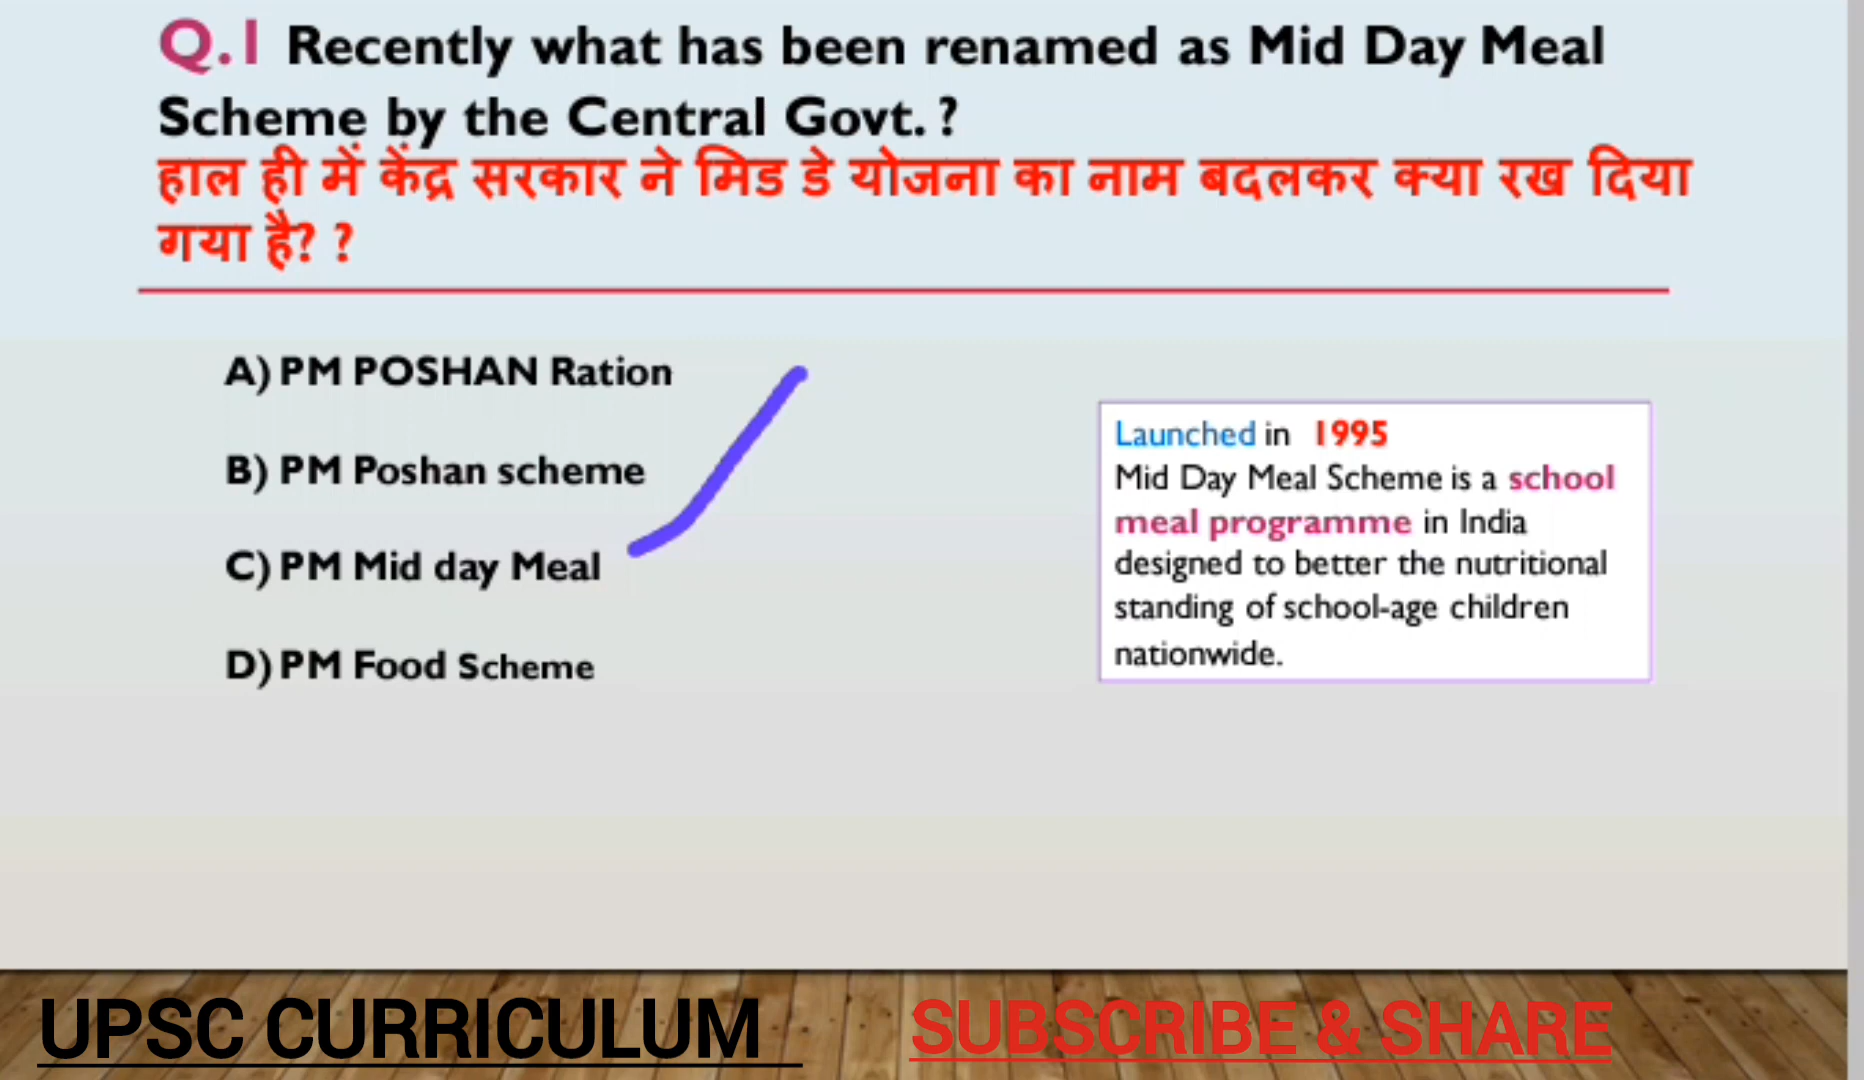 Q.1 Recently what has been renamed as Mid Day Meal
Scheme by the Central Govt. ?
हाल ही में केंद्र सरकार ने मिड डे योजना का नाम बदलकर क्या रख दिया
गया है? ?
A) PM POSHAN Ration
B) PM Poshan scheme
C) PM Mid day Meal
D) PM Food Scheme
Launched in 1995
Mid Day Meal Scheme is a school
meal programme in India
designed to better the nutritional
standing of school-age children
nationwide.
UPSC CURRICULUM
SUBSCRIBE & SHARE